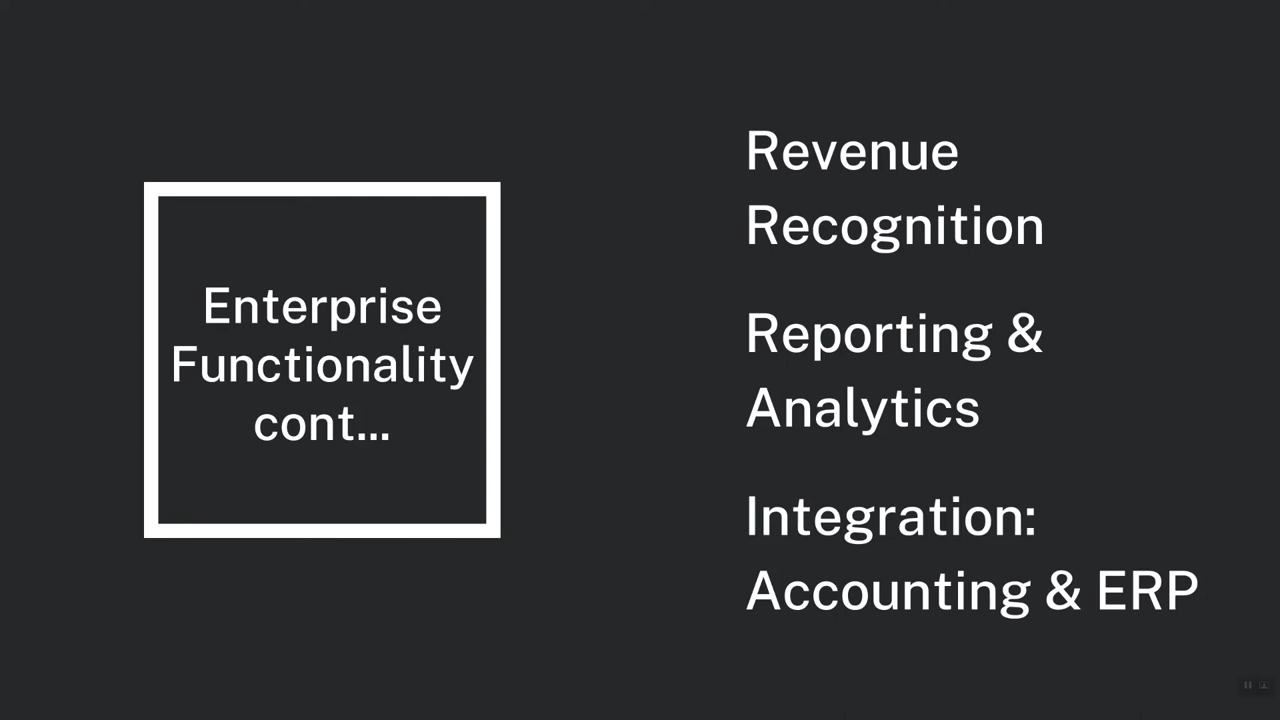 Enterprise
Functionality
cont...
Revenue
Recognition
Reporting &
Analytics
Integration:
Accounting & ERP